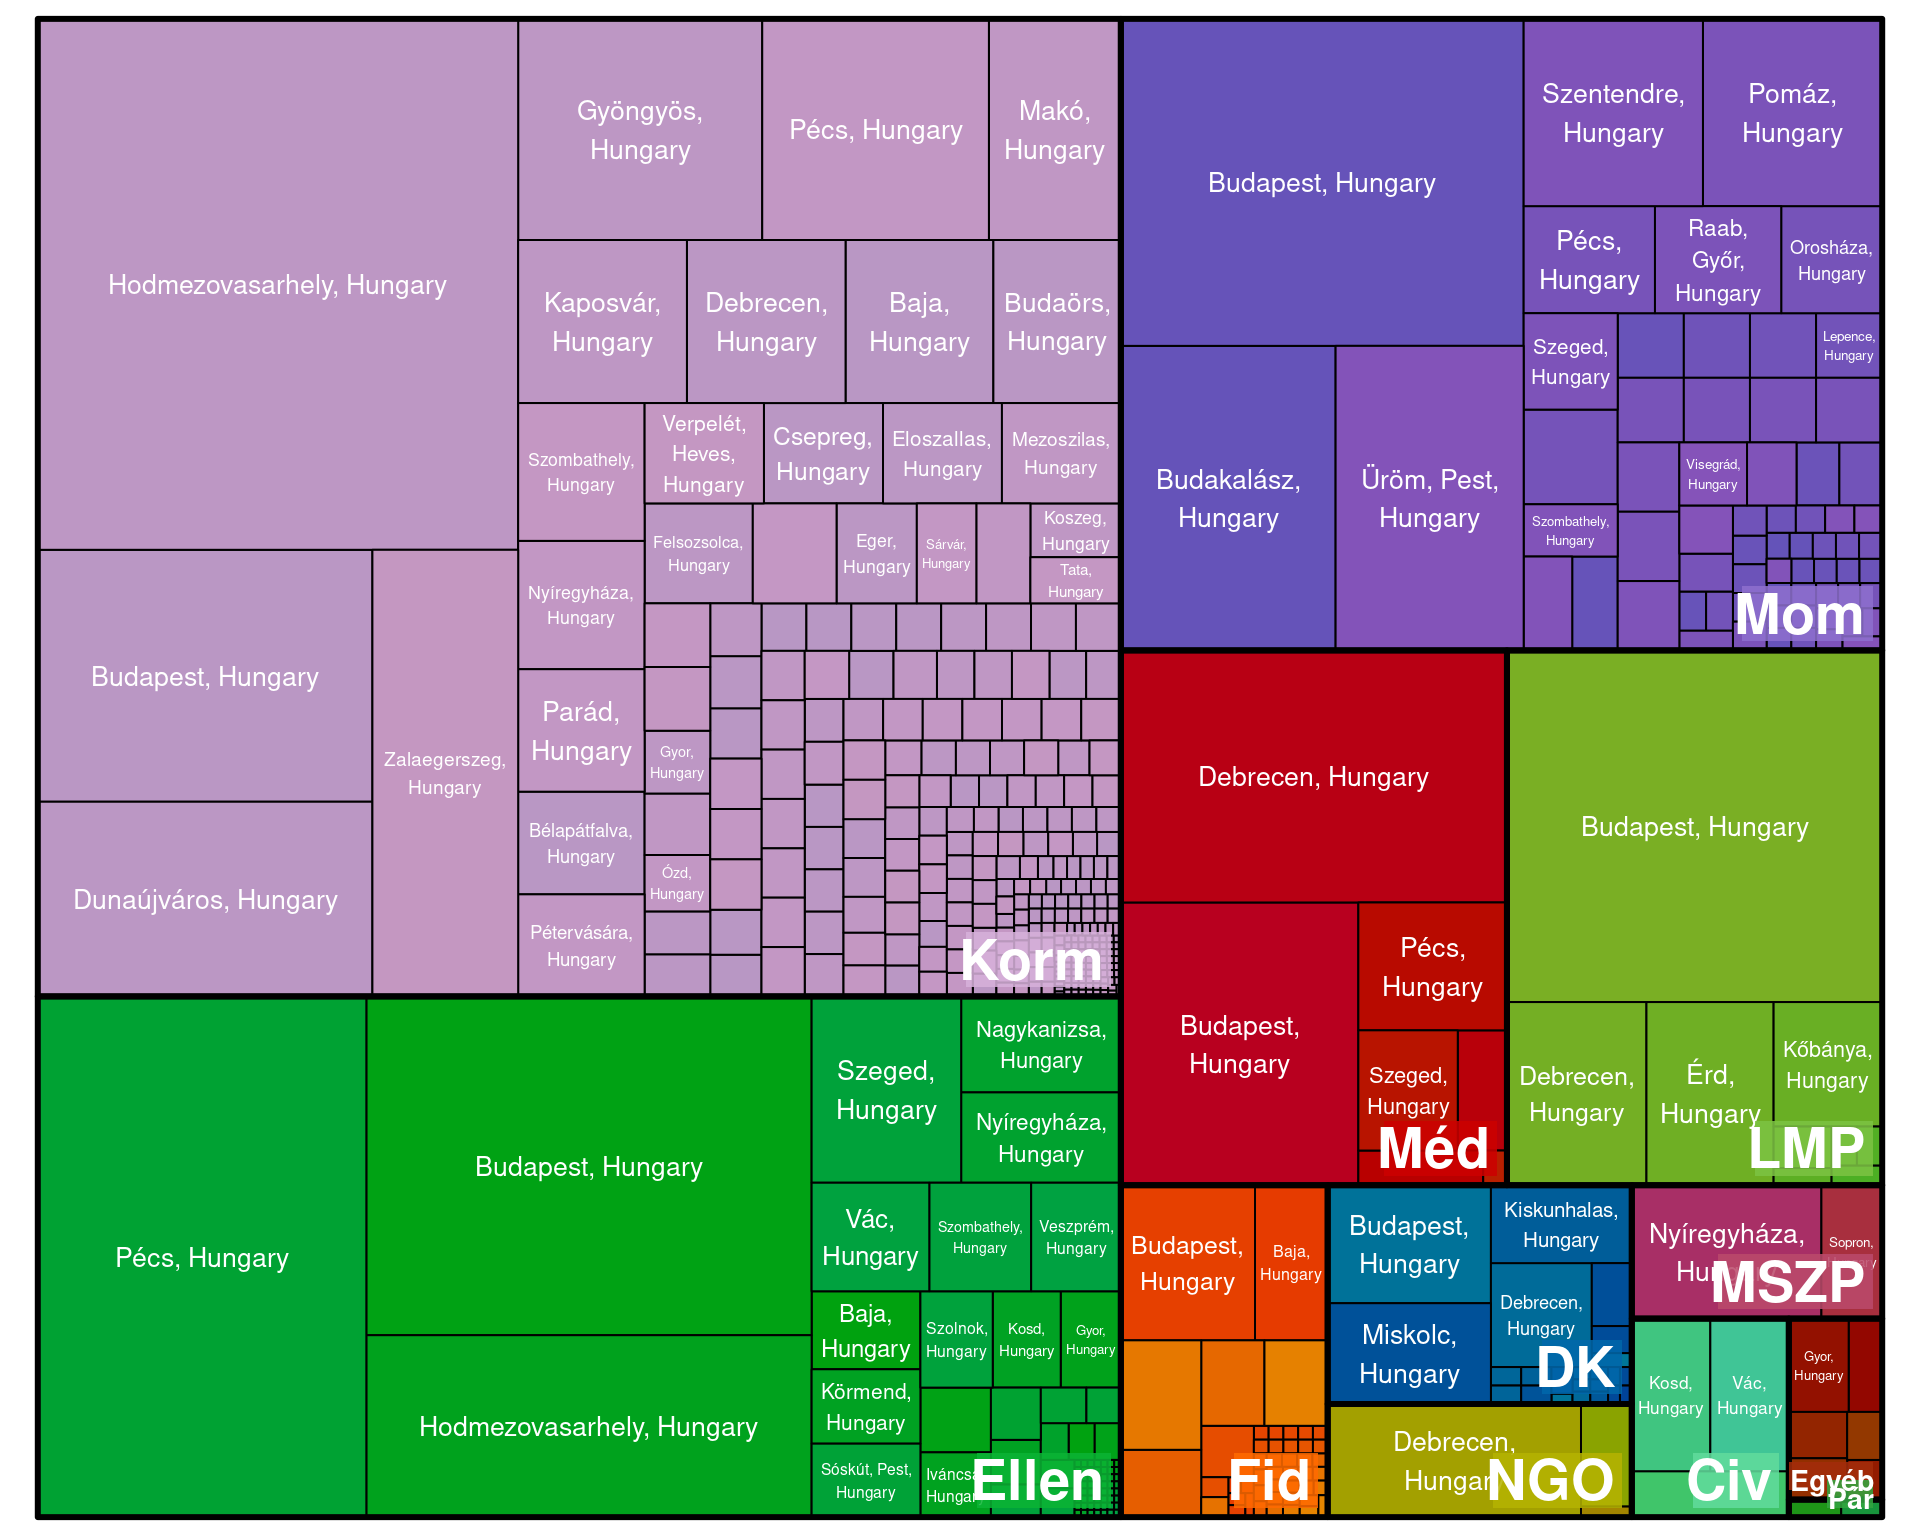 Hodmezovasarhely, Hungary
Budapest, Hungary
Dunaújváros, Hungary
Zalaegerszeg,
Hungary
Gyöngyös,
Hungary
Pécs, Hungary
Makó,
Hungary
Kaposvár,
Hungary
Debrecen,
Hungary
Baja,
Hungary
Budaörs,
Hungary
Szombathely,
Hungary
Verpelét,
Heves,
Hungary
Csepreg,
Hungary
Eloszallas,
Hungary
Mezoszilas,
Hungary
Nyíregyháza,
Hungary
Felsozsolca,
Hungary
Eger,
Hungary
Sárvár,
Hungary
Koszeg,
Hungary
Tata,
Hungary
Parád,
Hungary
Gyor,
Hungary
Bélapátfalva,
Hungary
Ózd,
Hungary
Pétervására,
Hungary
Korm
Budapest, Hungary
Szentendre,
Hungary
Pomáz,
Hungary
Pécs,
Hungary
Raab,
Győr,
Hungary
Orosháza,
Hungary
Szeged,
Hungary
Lepence,
Hungary
Budakalász,
Hungary
Üröm, Pest,
Hungary
Visegrád,
Hungary
Szombathely,
Hungary
Mom
Debrecen, Hungary
Budapest,
Hungary
Pécs,
Hungary
Szeged,
Hungary
Méd
Budapest, Hungary
Debrecen,
Hungary
Érd,
Hungary
Kőbánya,
Hungary
LMP
Pécs, Hungary
Budapest, Hungary
Hodmezovasarhely, Hungary
Szeged,
Hungary
Nagykanizsa,
Hungary
Nyíregyháza,
Hungary
Vác,
Hungary
Szombathely,
Hungary
Veszprém,
Hungary
Baja,
Hungary
Szolnok,
Hungary
Kosd,
Hungary
Gyor,
Hungary
Körmend,
Hungary
Sóskút, Pest,
Hungary
Iváncsa
Hungar
Ellen
Budapest,
Hungary
Baja,
Hungary
Fid
Budapest,
Hungary
Kiskunhalas,
Hungary
Miskolc,
Hungary
Debrecen,
Hungary
DK
Debrecen,
Hungar
NGO
Nyíregyháza,
Sopron,
MSZP
Kosd,
Hungary
Vác,
Hungary
Civ
Gyor,
Hungary
Egyéb
Pár